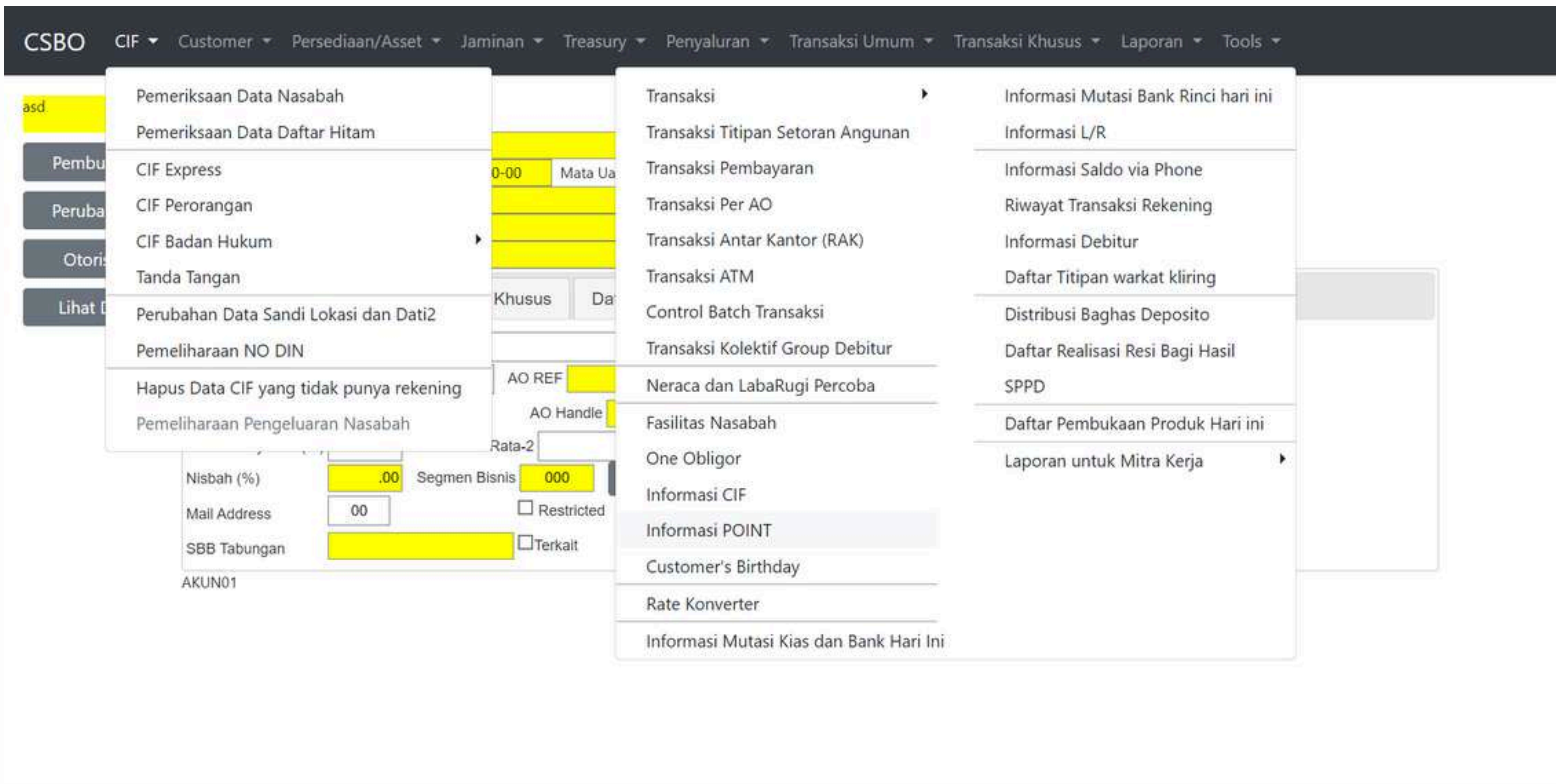 CSBO CIF Customer Persediaan/Asset Jaminan Treasury Penyaluran Transaksi Umum Transaksi Khusus Laporan Tools
asd
Pemeriksaan Data Nasabah
Pemeriksaan Data Daftar Hitam
CIF Express
CIF Perorangan
CIF Badan Hukum
Tanda Tangan
Perubahan Data Sandi Lokasi dan Dati2
Pemeliharaan NO DIN
Hapus Data CIF yang tidak punya rekening
Pemeliharaan Pengeluaran Nasabah
Transaksi
Transaksi Titipan Setoran Angunan
Transaksi Pembayaran
Transaksi Per AO
Transaksi Antar Kantor (RAK)
Transaksi ATM
Control Batch Transaksi
Transaksi Kolektif Group Debitur
Neraca dan LabaRugi Percoba
Fasilitas Nasabah
One Obligor
Informasi CIF
Informasi POINT
Customer's Birthday
Rate Konverter
Informasi Mutasi Kias dan Bank Hari Ini
Informasi Mutasi Bank Rinci hari ini
Informasi L/R
Informasi Saldo via Phone
Riwayat Transaksi Rekening
Informasi Debitur
Daftar Titipan warkat kliring
Distribusi Baghas Deposito
Daftar Realisasi Resi Bagi Hasil
SPPD
Daftar Pembukaan Produk Hari ini
Laporan untuk Mitra Kerja
Pembu
Peruba
Otoris
Lihat D
0-00 Mata Ua
Khusus Da
AO REF
AO Handle
Rata-2
Nisbah (%) .00 Segmen Bisnis 000
Mail Address 00 Restricted
SBB Tabungan Terkait
AKUN01